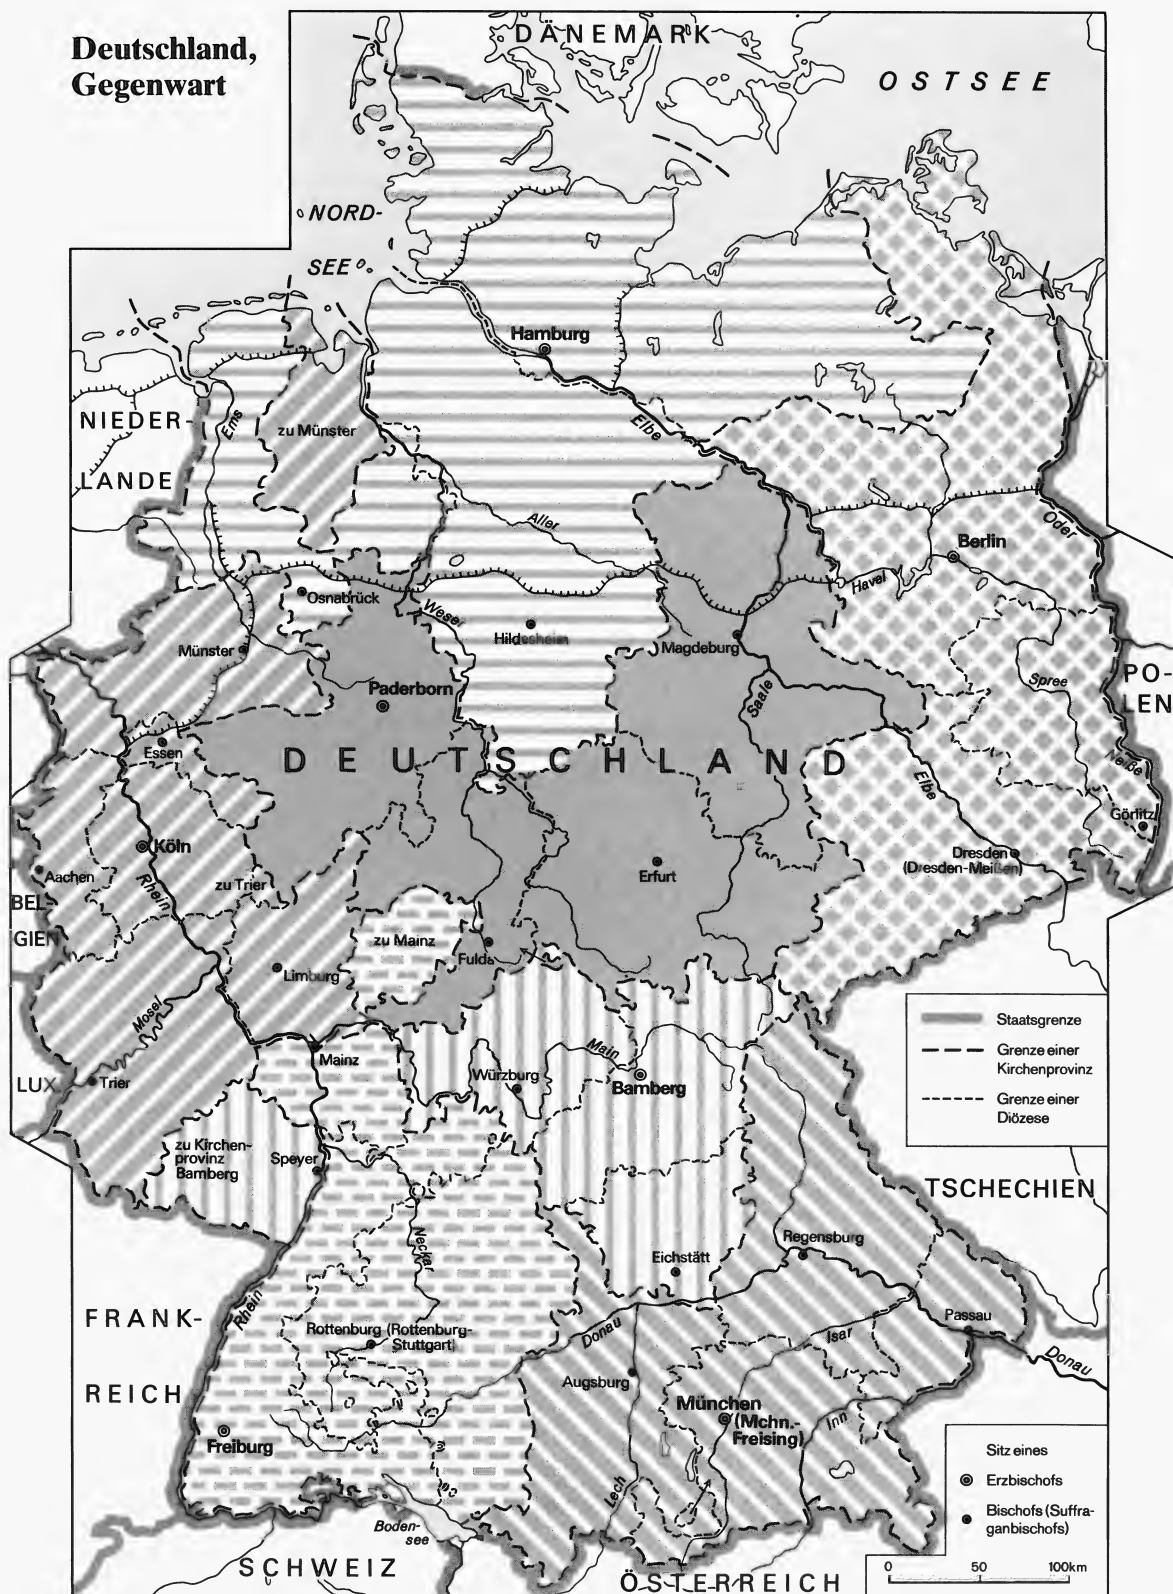 Deutschland,
Gegenwart
DÄNEMARK
OSTSEE
NORD-
SEE
Hamburg
NIEDER-
LANDE
Ems
zu Münster
Elbe
Aller
Oder
Berlin
Havel
Osnabrück
Weser
Hildesheim
Münster
Magdeburg
Paderborn
Saale
Spree
PO-
LEN
Essen
DEUTSCHLAND
Elbe
Neiße
Köln
Görlitz
Aachen
Rhein
zu Trier
Erfurt
Dresden
(Dresden-Meißen)
BEL-
GIEN
zu Mainz
Fulda
Limburg
Mosel
Staatsgrenze
Grenze einer
Kirchenprovinz
Grenze einer
Diözese
Mainz
Main
LUX.
Trier
Würzburg
Bamberg
zu Kirchen-
provinz
Bamberg
Speyer
TSCHECHIEN
Neckar
Regensburg
Eichstätt
Rhein
FRANK-
REICH
Rottenburg (Rottenburg-
Stuttgart)
Donau
Isar
Passau
Donau
Augsburg
München
(Mchn.-
Freising)
Inn
Freiburg
Lech
Boden-
see
SCHWEIZ
ÖSTERREICH
Sitz eines
Erzbischofs
Bischofs (Suffra-
ganbischofs)
0 50 100km